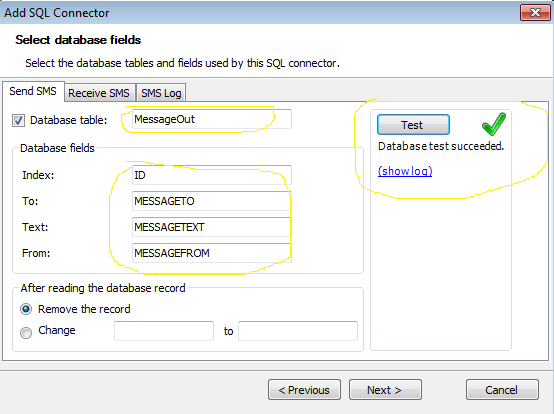 Add SQL Connector
Select database fields
Select the database tables and fields used by this SQL connector.
Send SMS Receive SMS SMS Log
Database table: MessageOut
Test
Database test succeeded.
(show log)
Database fields
Index: ID
To: MESSAGETO
Text: MESSAGETEXT
From: MESSAGEFROM
After reading the database record
Remove the record
Change to
< Previous Next > Cancel